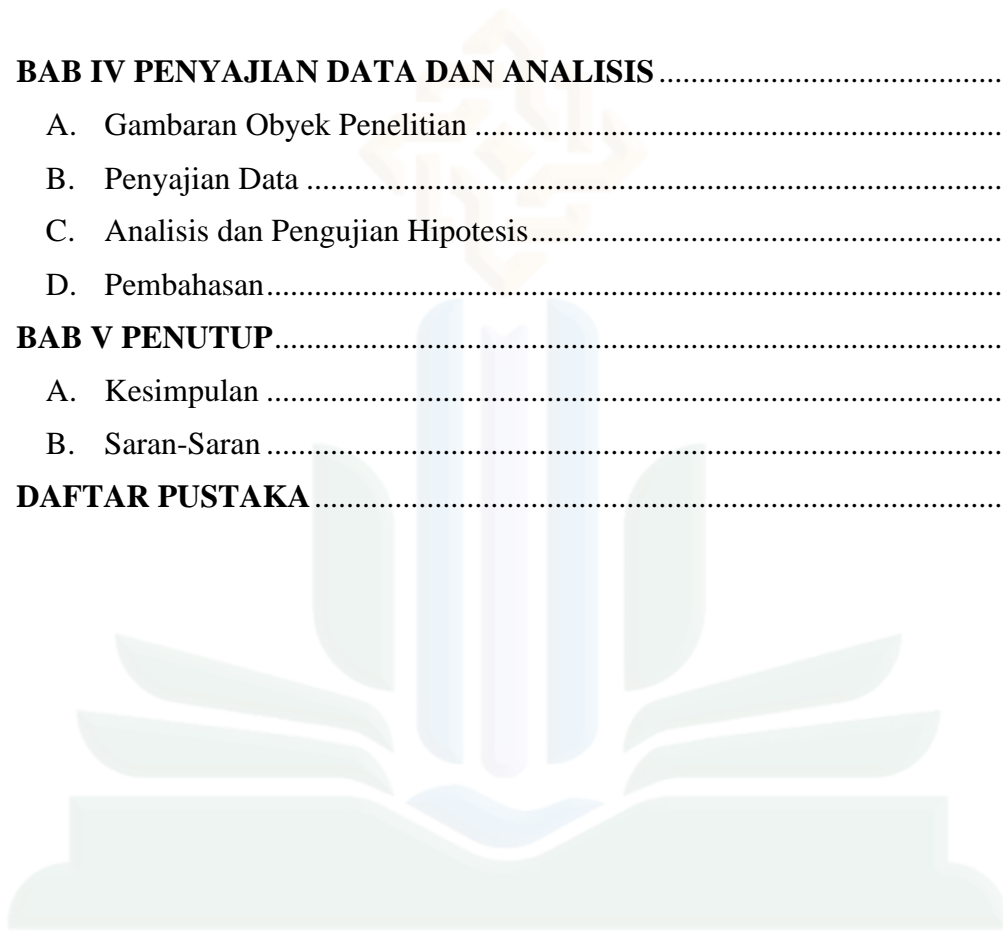 BAB IV PENYAJIAN DATA DAN ANALISIS ........................................
A. Gambaran Obyek Penelitian ........................................
B. Penyajian Data ........................................
C. Analisis dan Pengujian Hipotesis ........................................
D. Pembahasan ........................................
BAB V PENUTUP ........................................
A. Kesimpulan ........................................
B. Saran-Saran ........................................
DAFTAR PUSTAKA ........................................